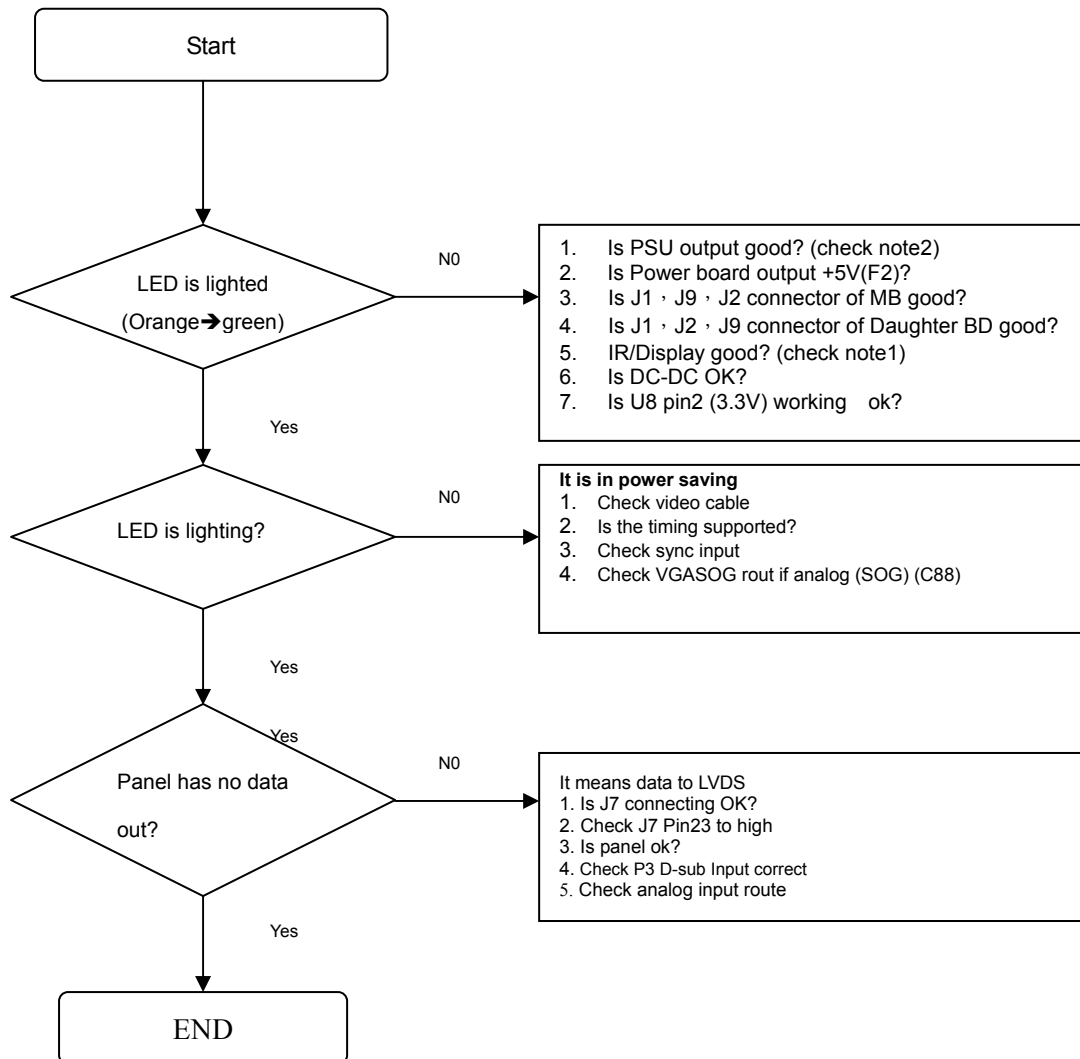 Start
LED is lighted
(Orange➔green)
N0
1. Is PSU output good? (check note2)
2. Is Power board output +5V(F2)?
3. Is J1，J9，J2 connector of MB good?
4. Is J1，J2，J9 connector of Daughter BD good?
5. IR/Display good? (check note1)
6. Is DC-DC OK?
7. Is U8 pin2 (3.3V) working ok?
Yes
LED is lighting?
N0
It is in power saving
1. Check video cable
2. Is the timing supported?
3. Check sync input
4. Check VGASOG rout if analog (SOG) (C88)
Yes
Yes
Panel has no data
out?
N0
It means data to LVDS
1. Is J7 connecting OK?
2. Check J7 Pin23 to high
3. Is panel ok?
4. Check P3 D-sub Input correct
5. Check analog input route
Yes
END